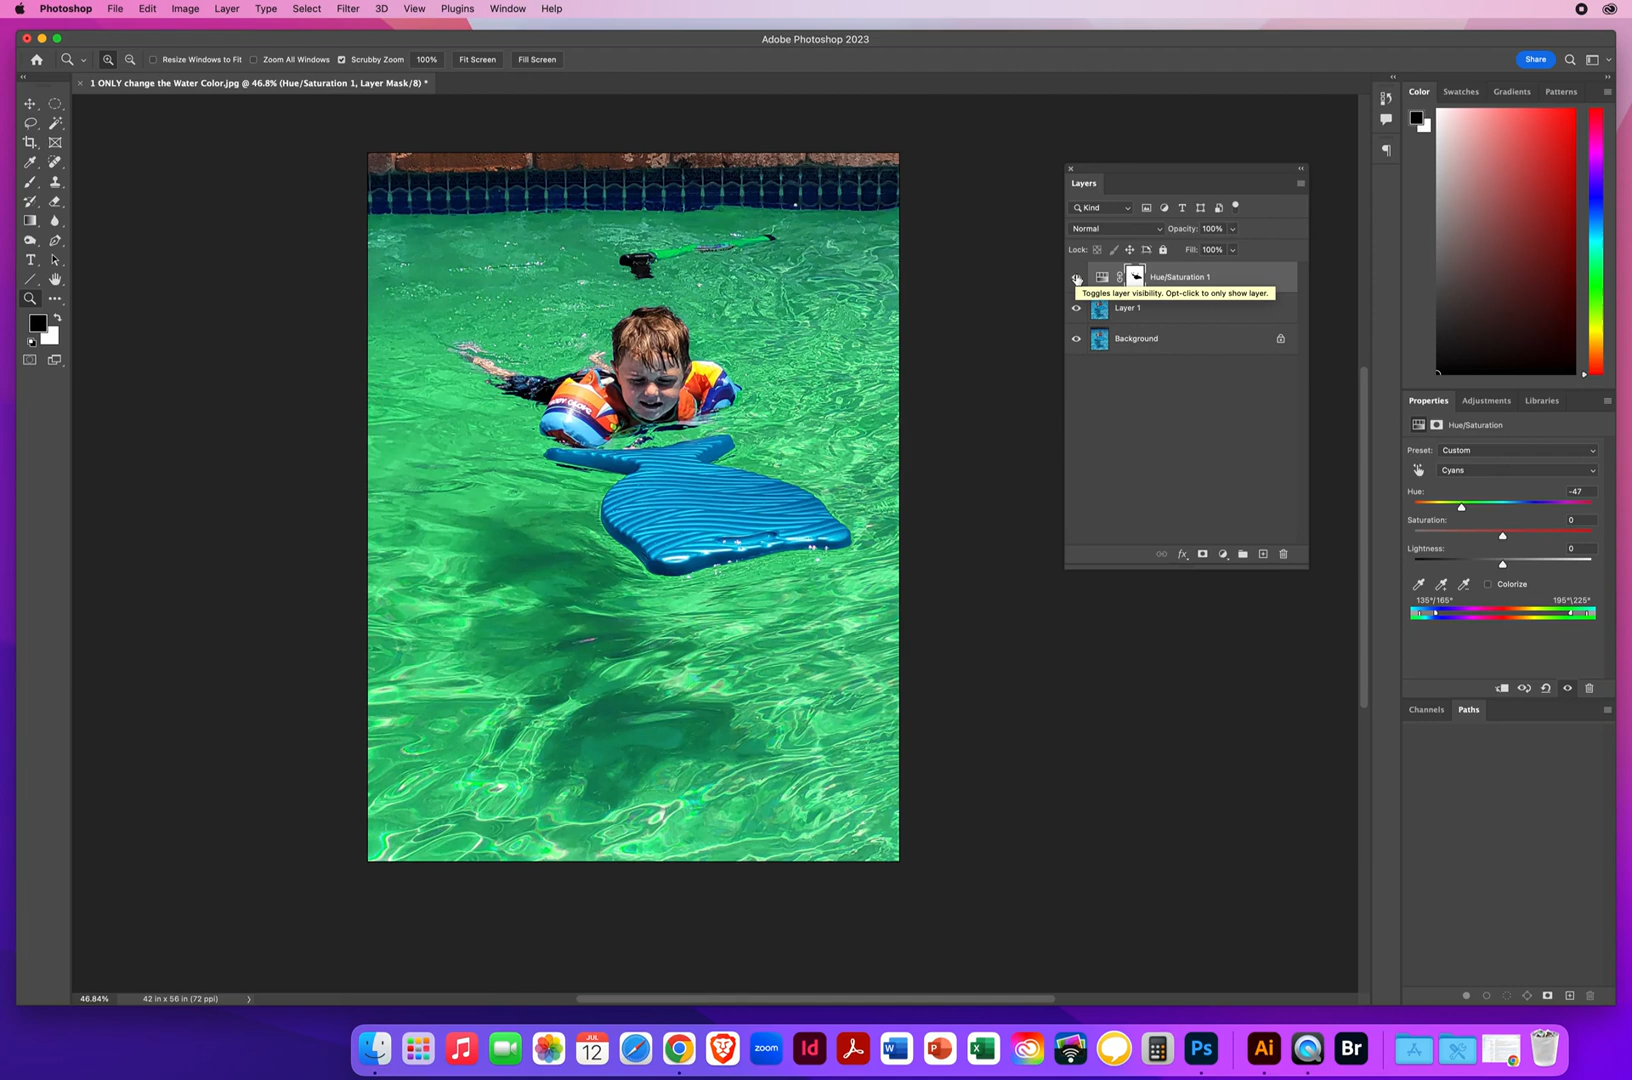 Photoshop File Edit Image Layer Type Select Filter 3D View Plugins Window Help
Adobe Photoshop 2023
Resize Windows to Fit Zoom All Windows Scrubby Zoom 100% Fit Screen Fill Screen Share
× 1 ONLY change the Water Color.jpg @ 46.8% (Hue/Saturation 1, Layer Mask/8) *
Color Swatches Gradients Patterns
Layers
Kind
Normal Opacity: 100%
Lock: Fill: 100%
Hue/Saturation 1
Toggles layer visibility. Opt-click to only show layer.
Layer 1
Background
fx
Properties Adjustments Libraries
Hue/Saturation
Preset: Custom
Cyans
Hue: -47
Saturation: 0
Lightness: 0
Colorize
135°/165° 195°\225°
Channels Paths
46.84% 42 in x 56 in (72 ppi)
JUL
12
zoom
Id
W
P
X
Ps
Ai
Br